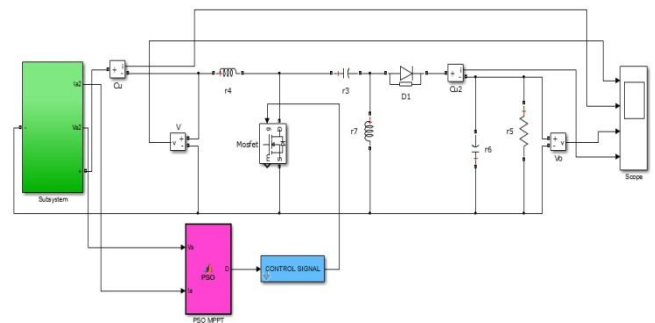 Ia2
Va2
Subsystem
Cu
V
v
r4
Mosfet
r3
r7
D1
Cu2
r6
r5
Vo
v
Scope
Va
Ia
PSO
D
PSO MPPT
CONTROL SIGNAL